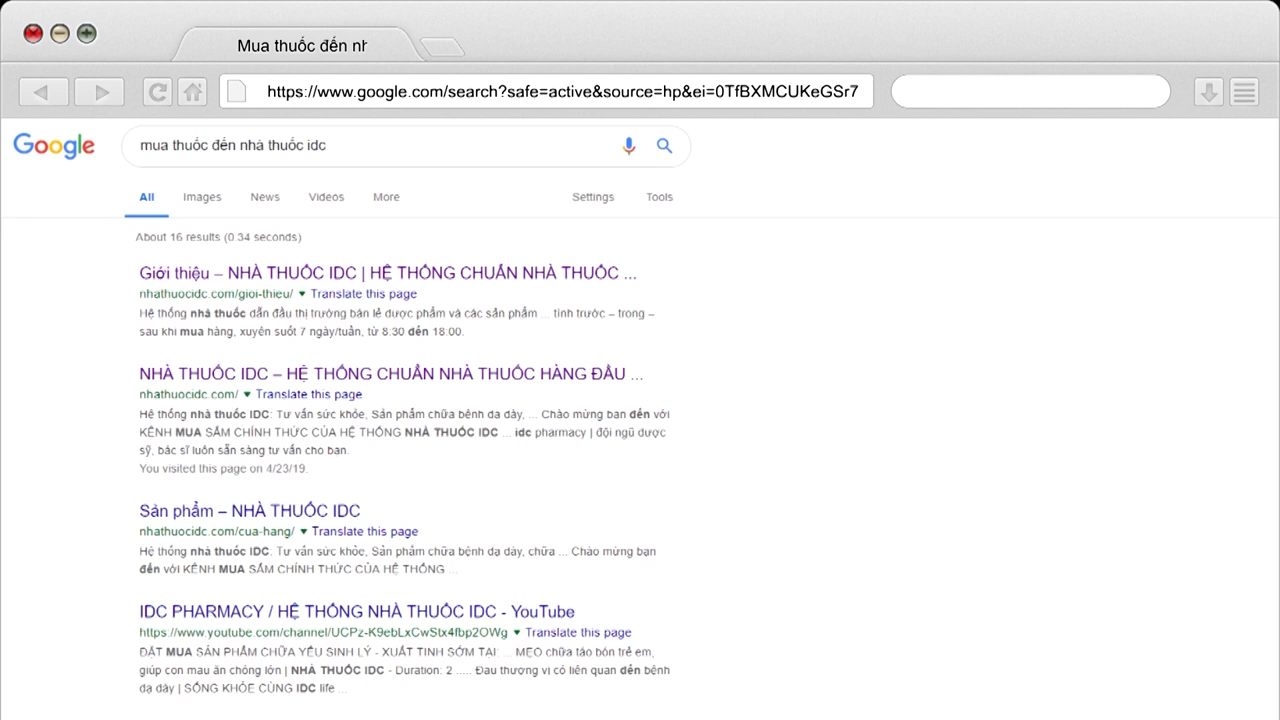 Mua thuốc đến nh
https://www.google.com/search?safe=active&source=hp&ei=0TfBXMCUKeGSr7
Google
mua thuốc đến nhà thuốc idc
All Images News Videos More Settings Tools
About 16 results (0.34 seconds)
Giới thiệu – NHÀ THUỐC IDC | HỆ THỐNG CHUẨN NHÀ THUỐC ...
nhathuocidc.com/gioi-thieu/ ▼ Translate this page
Hệ thống nhà thuốc dẫn đầu thị trường bán lẻ dược phẩm và các sản phẩm ... tình trước – trong –
sau khi mua hàng, xuyên suốt 7 ngày/tuần, từ 8:30 đến 18:00.
NHÀ THUỐC IDC – HỆ THỐNG CHUẨN NHÀ THUỐC HÀNG ĐẦU ...
nhathuocidc.com/ ▼ Translate this page
Hệ thống nhà thuốc IDC: Tư vấn sức khỏe, Sản phẩm chữa bệnh dạ dày, ... Chào mừng bạn đến với
KÊNH MUA SẮM CHÍNH THỨC CỦA HỆ THỐNG NHÀ THUỐC IDC ... idc pharmacy | đội ngũ dược
sỹ, bác sĩ luôn sẵn sàng tư vấn cho bạn.
You visited this page on 4/23/19.
Sản phẩm – NHÀ THUỐC IDC
nhathuocidc.com/cua-hang/ ▼ Translate this page
Hệ thống nhà thuốc IDC: Tư vấn sức khỏe, Sản phẩm chữa bệnh dạ dày, chữa ... Chào mừng bạn
đến với KÊNH MUA SẮM CHÍNH THỨC CỦA HỆ THỐNG ...
IDC PHARMACY / HỆ THỐNG NHÀ THUỐC IDC - YouTube
https://www.youtube.com/channel/UCPz-K9ebLxCwStx4fbp2OWg ▼ Translate this page
ĐẶT MUA SẢN PHẨM CHỮA YẾU SINH LÝ - XUẤT TINH SỚM TẠI: ... MẸO chữa táo bón trẻ em,
giúp con mau ăn chóng lớn | NHÀ THUỐC IDC - Duration: 2 ..... Đau thượng vị có liên quan đến bệnh
dạ dày | SỐNG KHỎE CÙNG IDC life ...